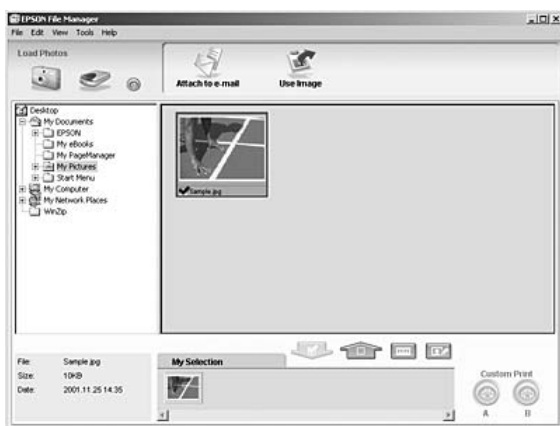 EPSON File Manager
File Edit View Tools Help
Load Photos
Attach to e-mail
Use Image
Desktop
My Documents
EPSON
My eBooks
My PageManager
My Pictures
Start Menu
My Computer
My Network Places
WinZip
Sample.jpg
File: Sample.jpg
Size: 10KB
Date: 2001.11.25 14:35
My Selection
Custom Print
A B